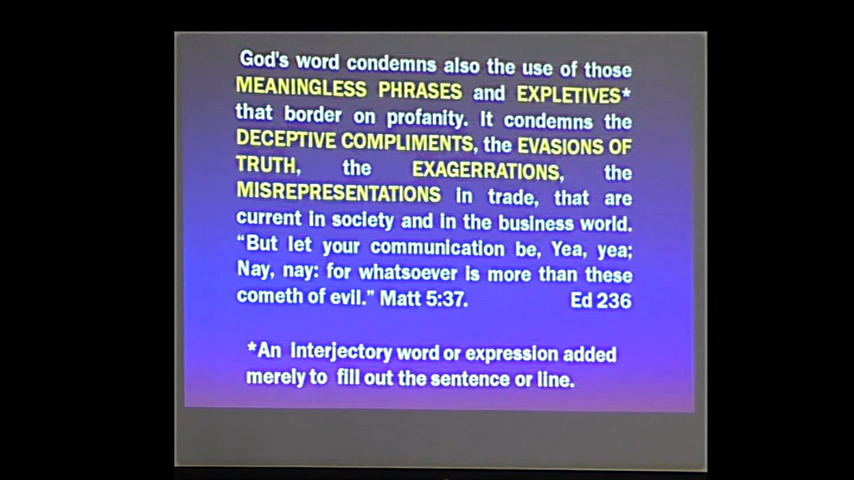 God's word condemns also the use of those
MEANINGLESS PHRASES and EXPLETIVES*
that border on profanity. It condemns the
DECEPTIVE COMPLIMENTS, the EVASIONS OF
TRUTH, the EXAGERRATIONS, the
MISREPRESENTATIONS in trade, that are
current in society and in the business world.
“But let your communication be, Yea, yea;
Nay, nay: for whatsoever is more than these
cometh of evil.” Matt 5:37. Ed 236
*An Interjectory word or expression added
merely to fill out the sentence or line.